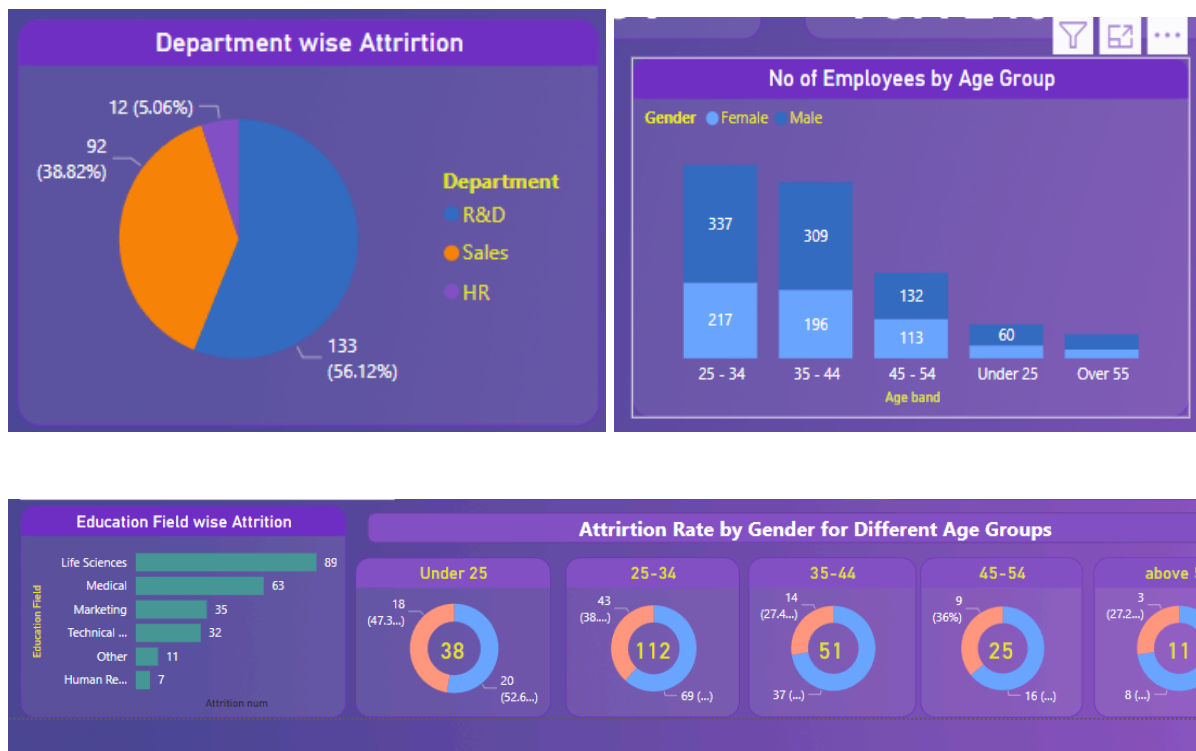 Department wise Attrirtion
12 (5.06%)
92
(38.82%)
133
(56.12%)
Department
R&D
Sales
HR
No of Employees by Age Group
Gender Female Male
337
309
132
60
217
196
113
25 - 34 35 - 44 45 - 54 Under 25 Over 55
Age band
Education Field wise Attrition
Education Field
Life Sciences 89
Medical 63
Marketing 35
Technical ... 32
Other 11
Human Re... 7
Attrition num
Attrirtion Rate by Gender for Different Age Groups
Under 25
18
(47.3...)
38
20
(52.6...)
25-34
43
(38....)
112
69 (...)
35-44
14
(27.4...)
51
37 (...)
45-54
9
(36%)
25
16 (...)
above
3
(27.2...)
11
8 (...)